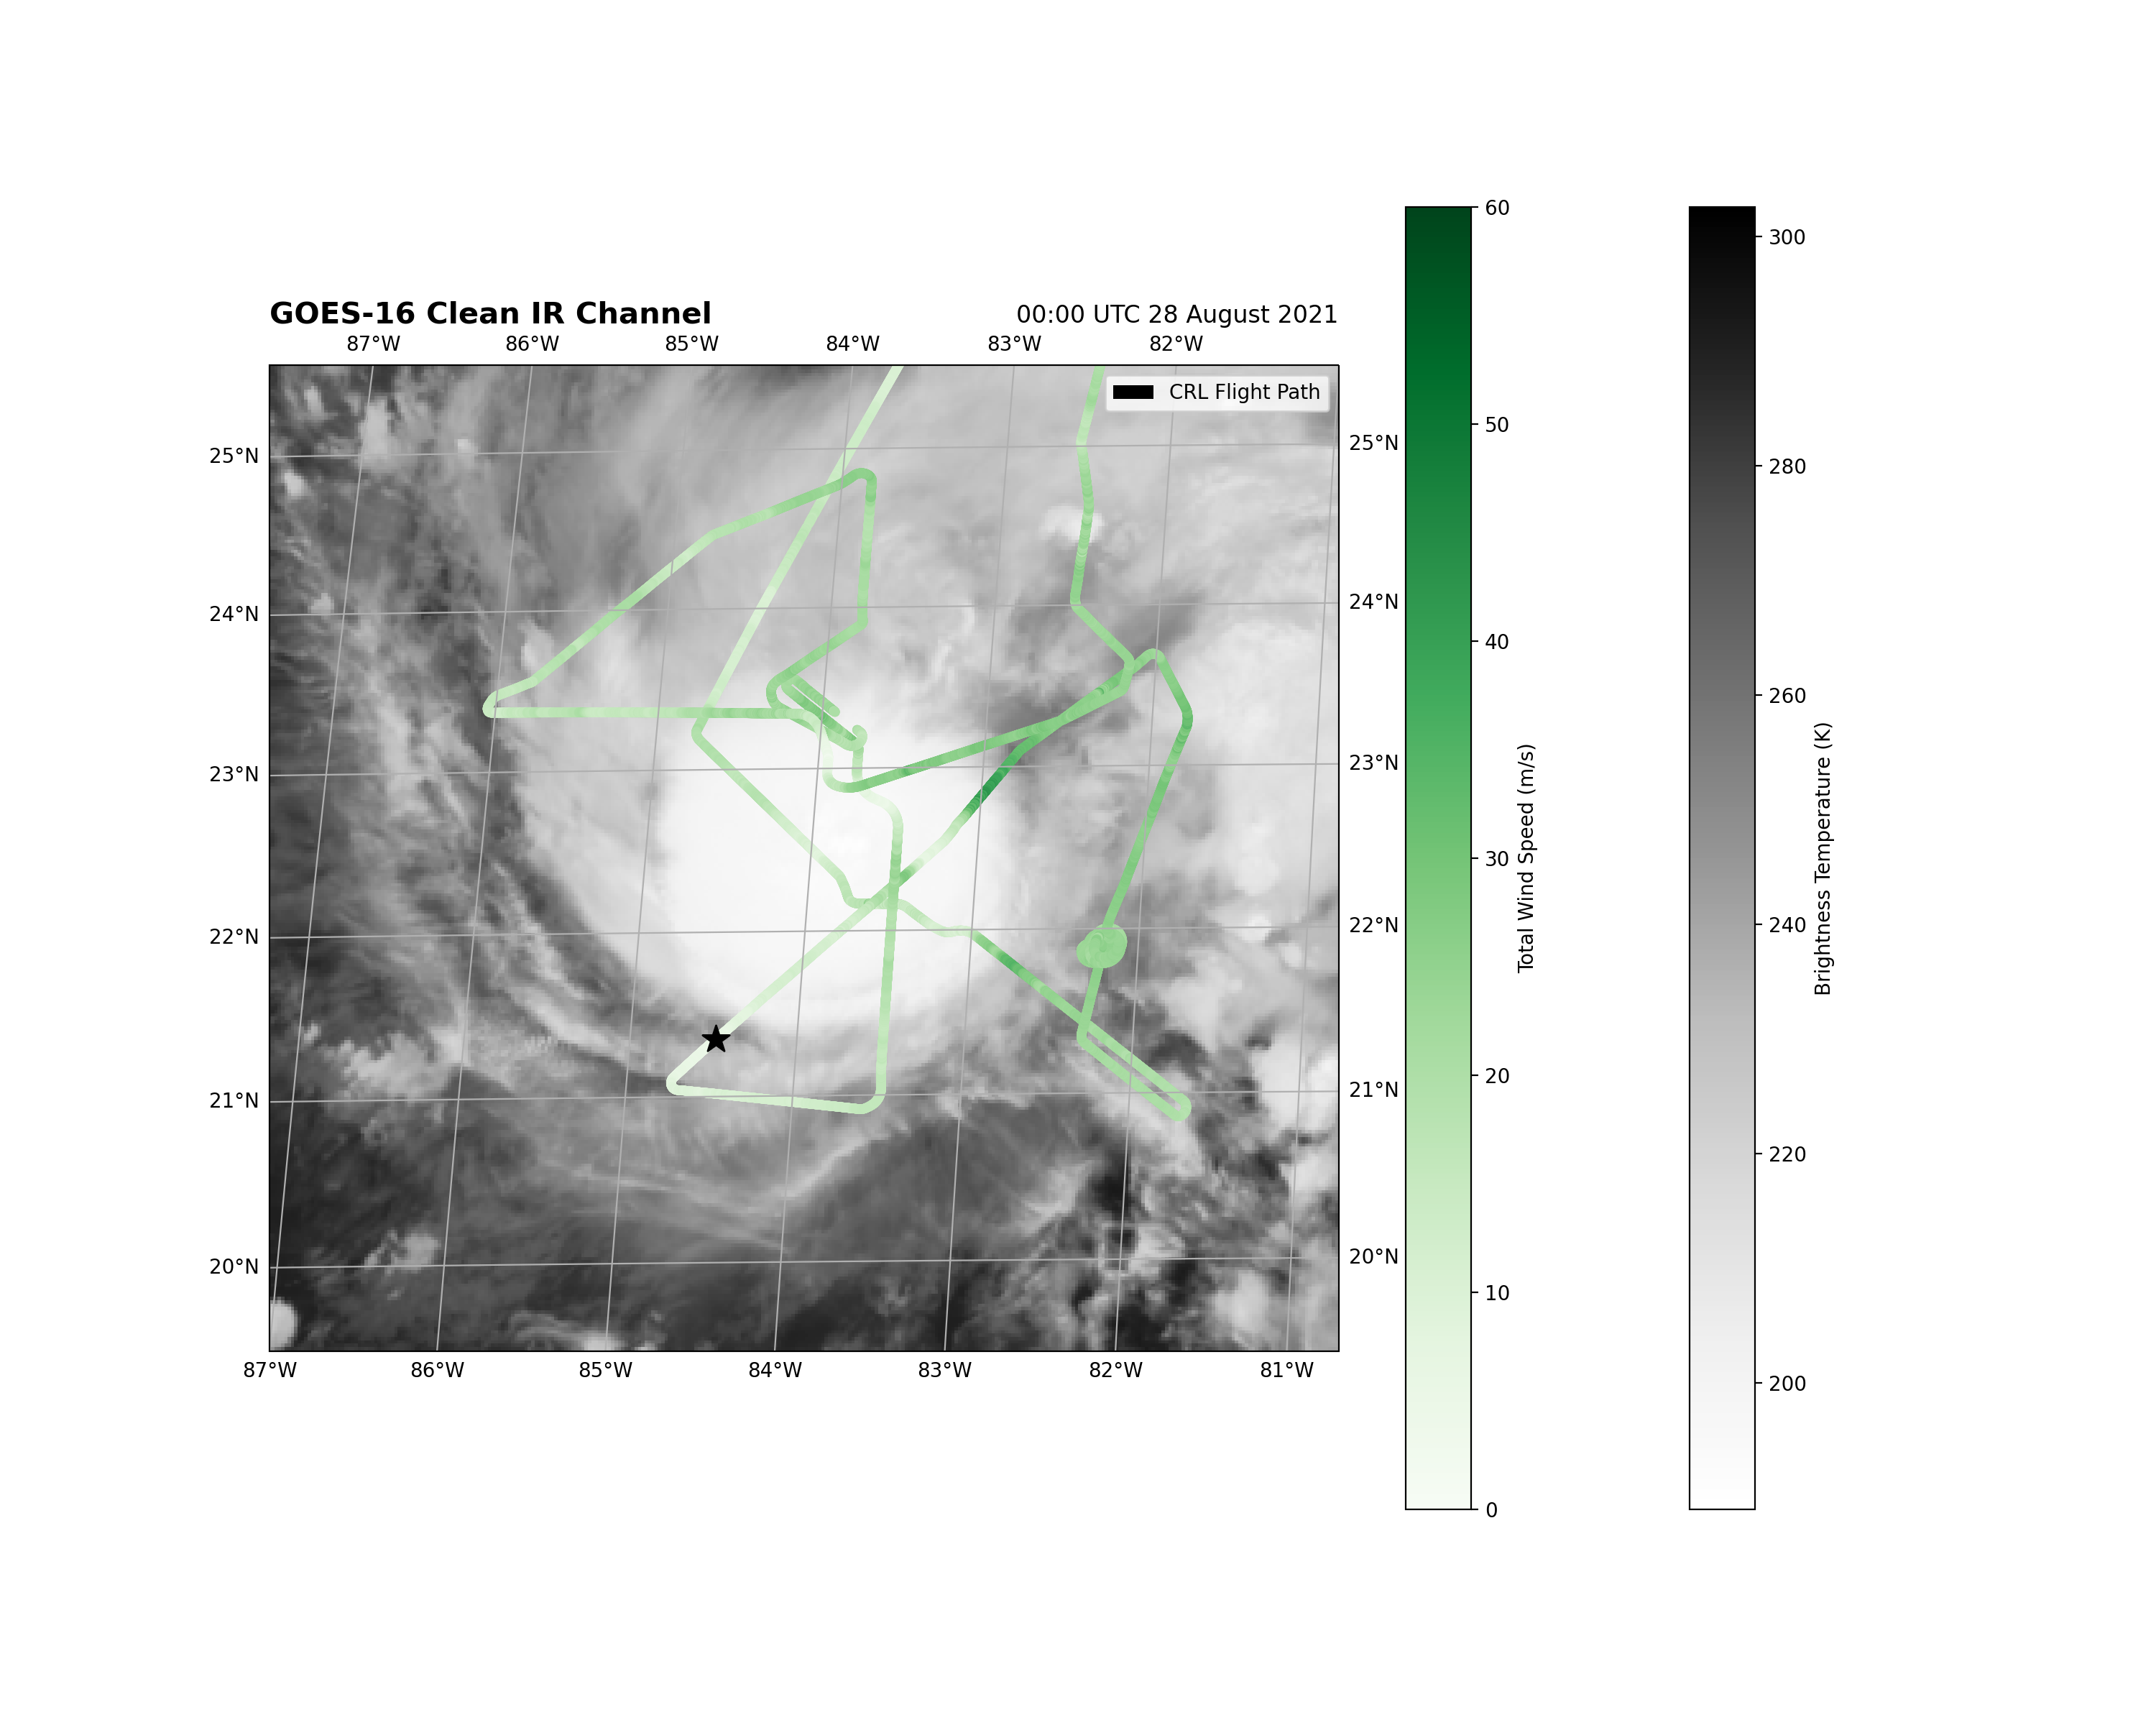 GOES-16 Clean IR Channel
00:00 UTC 28 August 2021
87°W 86°W 85°W 84°W 83°W 82°W
CRL Flight Path
25°N
25°N
24°N
24°N
23°N
23°N
22°N
22°N
21°N
21°N
20°N
20°N
87°W 86°W 85°W 84°W 83°W 82°W 81°W
60
50
40
30
20
10
0
Total Wind Speed (m/s)
300
280
260
240
220
200
Brightness Temperature (K)